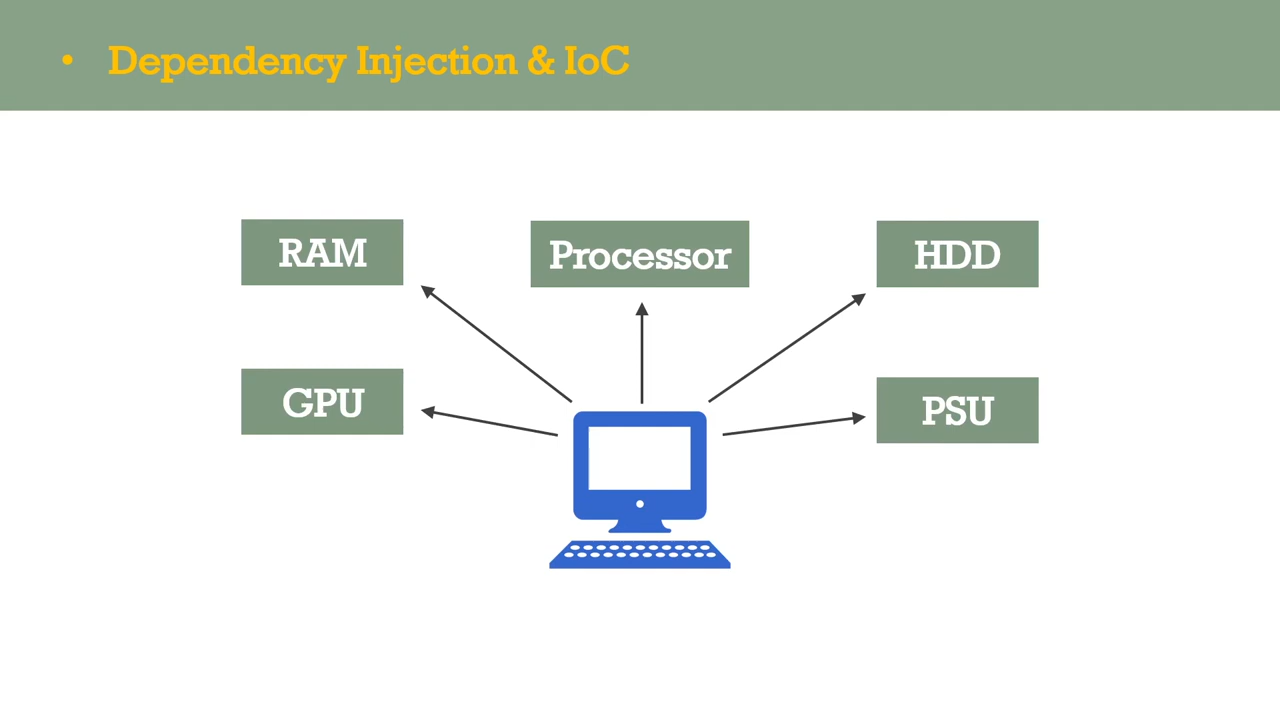 • Dependency Injection & IoC
RAM
Processor
HDD
GPU
PSU